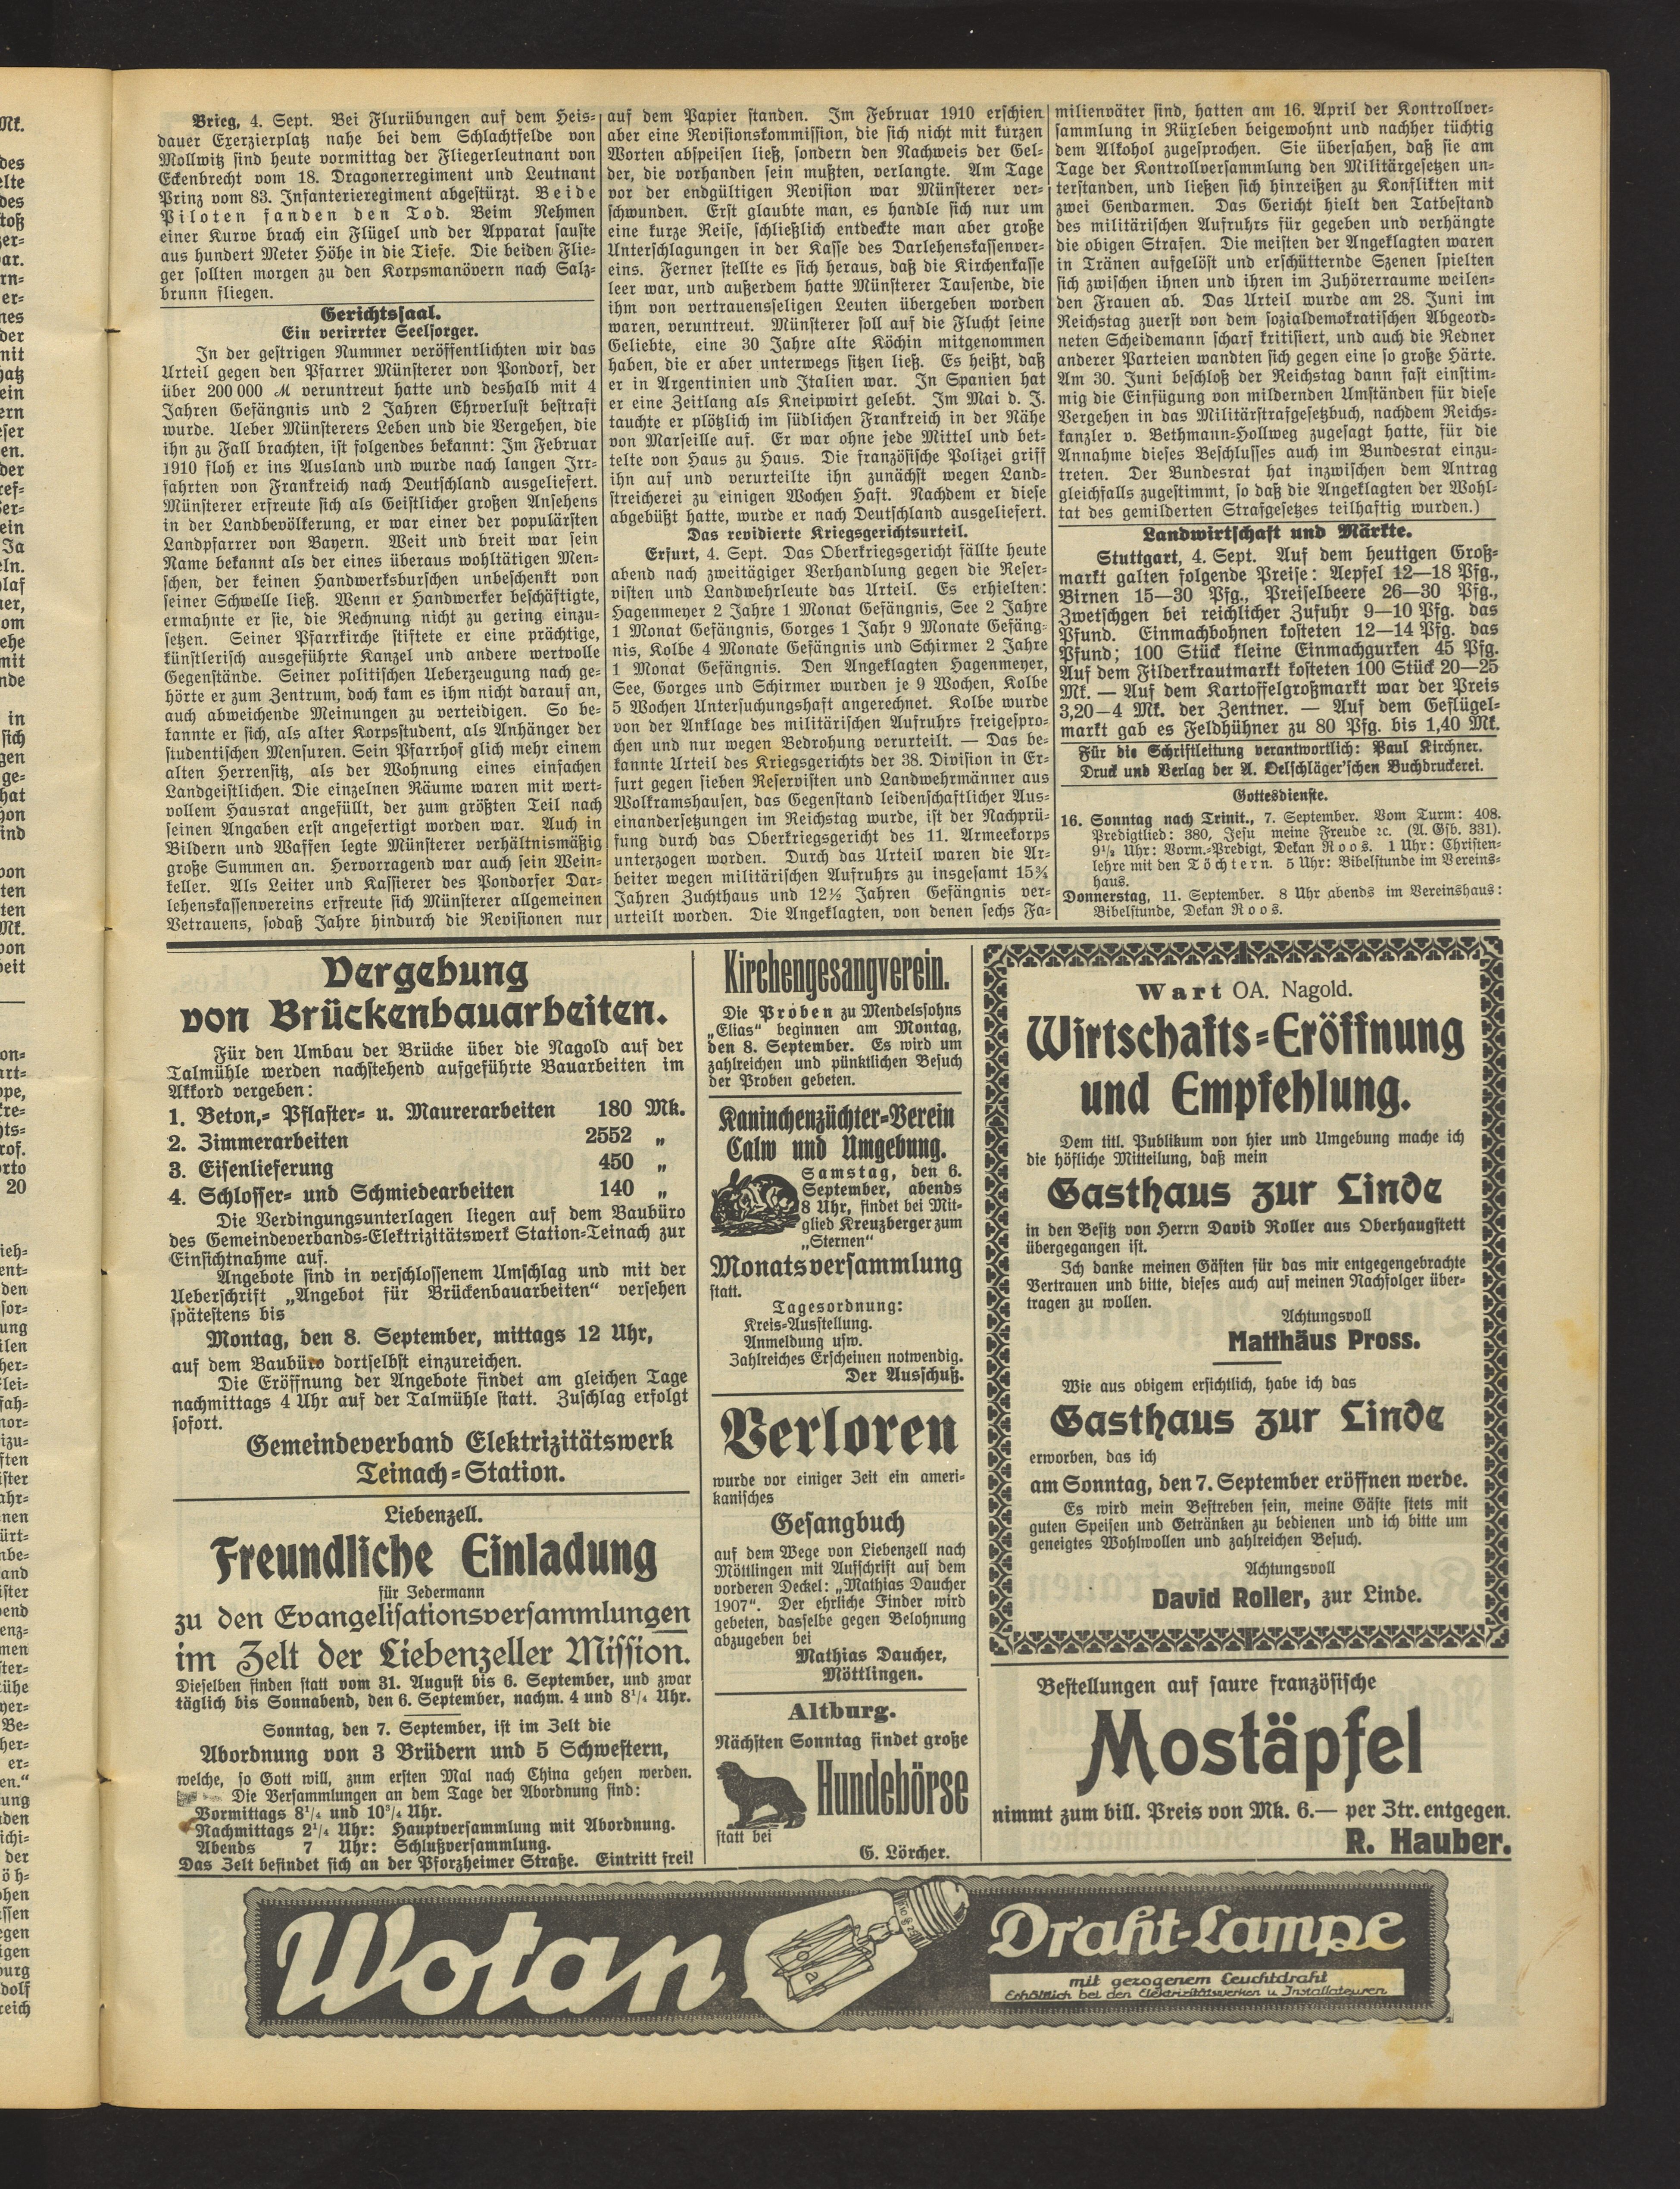 Brieg, 4. Sept. Bei Flurübungen auf dem Heis-
dauer Exerzierplatz nahe bei dem Schlachtfelde von
Mollwitz sind heute vormittag der Fliegerleutnant von
Eckenbrecht vom 18. Dragonerregiment und Leutnant
Prinz vom 83. Infanterieregiment abgestürzt. Beide
Piloten fanden den Tod. Beim Nehmen
einer Kurve brach ein Flügel und der Apparat sauste
aus hundert Meter Höhe in die Tiefe. Die beiden Flie-
ger sollten morgen zu den Korpsmanövern nach Salz-
brunn fliegen.
Gerichtssaal.
Ein verirrter Seelsorger.
In der gestrigen Nummer veröffentlichten wir das
Urteil gegen den Pfarrer Münsterer von Pondorf, der
über 200 000 M veruntreut hatte und deshalb mit 4
Jahren Gefängnis und 2 Jahren Ehrverlust bestraft
wurde. Ueber Münsterers Leben und die Vergehen, die
ihn zu Fall brachten, ist folgendes bekannt: Im Februar
1910 floh er ins Ausland und wurde nach langen Irr-
fahrten von Frankreich nach Deutschland ausgeliefert.
Münsterer erfreute sich als Geistlicher großen Ansehens
in der Landbevölkerung, er war einer der populärsten
Landpfarrer von Bayern. Weit und breit war sein
Name bekannt als der eines überaus wohltätigen Men-
schen, der keinen Handwerksburschen unbeschenkt von
seiner Schwelle ließ. Wenn er Handwerker beschäftigte,
ermahnte er sie, die Rechnung nicht zu gering einzu-
setzen. Seiner Pfarrkirche stiftete er eine prächtige,
künstlerisch ausgeführte Kanzel und andere wertvolle
Gegenstände. Seiner politischen Ueberzeugung nach ge-
hörte er zum Zentrum, doch kam es ihm nicht darauf an,
auch abweichende Meinungen zu verteidigen. So be-
kannte er sich, als alter Korpsstudent, als Anhänger der
studentischen Mensuren. Sein Pfarrhof glich mehr einem
alten Herrensitz, als der Wohnung eines einfachen
Landgeistlichen. Die einzelnen Räume waren mit wert-
vollem Hausrat angefüllt, der zum größten Teil nach
seinen Angaben erst angefertigt worden war. Auch in
Bildern und Waffen legte Münsterer verhältnismäßig
große Summen an. Hervorragend war auch sein Wein-
keller. Als Leiter und Kassierer des Pondorfer Dar-
lehenskassenvereins erfreute sich Münsterer allgemeinen
Vetrauens, sodaß Jahre hindurch die Revisionen nur
auf dem Papier standen. Im Februar 1910 erschien
aber eine Revisionskommission, die sich nicht mit kurzen
Worten abspeisen ließ, sondern den Nachweis der Gel-
der, die vorhanden sein mußten, verlangte. Am Tage
vor der endgültigen Revision war Münsterer ver-
schwunden. Erst glaubte man, es handle sich nur um
eine kurze Reise, schließlich entdeckte man aber große
Unterschlagungen in der Kasse des Darlehenskassenver-
eins. Ferner stellte es sich heraus, daß die Kirchenkasse
leer war, und außerdem hatte Münsterer Tausende, die
ihm von vertrauensseligen Leuten übergeben worden
waren, veruntreut. Münsterer soll auf die Flucht seine
Geliebte, eine 30 Jahre alte Köchin mitgenommen
haben, die er aber unterwegs sitzen ließ. Es heißt, daß
er in Argentinien und Italien war. In Spanien hat
er eine Zeitlang als Kneipwirt gelebt. Im Mai d. J.
tauchte er plötzlich im südlichen Frankreich in der Nähe
von Marseille auf. Er war ohne jede Mittel und bet-
telte von Haus zu Haus. Die französische Polizei griff
ihn auf und verurteilte ihn zunächst wegen Land-
streicherei zu einigen Wochen Haft. Nachdem er diese
abgebüßt hatte, wurde er nach Deutschland ausgeliefert.
Das revidierte Kriegsgerichtsurteil.
Erfurt, 4. Sept. Das Oberkriegsgericht fällte heute
abend nach zweitägiger Verhandlung gegen die Reser-
visten und Landwehrleute das Urteil. Es erhielten:
Hagenmeyer 2 Jahre 1 Monat Gefängnis, See 2 Jahre
1 Monat Gefängnis, Gorges 1 Jahr 9 Monate Gefäng-
nis, Kolbe 4 Monate Gefängnis und Schirmer 2 Jahre
1 Monat Gefängnis. Den Angeklagten Hagenmeyer,
See, Gorges und Schirmer wurden je 9 Wochen, Kolbe
5 Wochen Untersuchungshaft angerechnet. Kolbe wurde
von der Anklage des militärischen Aufruhrs freigespro-
chen und nur wegen Bedrohung verurteilt. — Das be-
kannte Urteil des Kriegsgerichts der 38. Division in Er-
furt gegen sieben Reservisten und Landwehrmänner aus
Wolkramshausen, das Gegenstand leidenschaftlicher Aus-
einandersetzungen im Reichstag wurde, ist der Nachprü-
fung durch das Oberkriegsgericht des 11. Armeekorps
unterzogen worden. Durch das Urteil waren die Ar-
beiter wegen militärischen Aufruhrs zu insgesamt 15¾
Jahren Zuchthaus und 12½ Jahren Gefängnis ver-
urteilt worden. Die Angeklagten, von denen sechs Fa-
milienväter sind, hatten am 16. April der Kontrollver-
sammlung in Rüxleben beigewohnt und nachher tüchtig
dem Alkohol zugesprochen. Sie übersahen, daß sie am
Tage der Kontrollversammlung den Militärgesetzen un-
terstanden, und ließen sich hinreißen zu Konflikten mit
zwei Gendarmen. Das Gericht hielt den Tatbestand
des militärischen Aufruhrs für gegeben und verhängte
die obigen Strafen. Die meisten der Angeklagten waren
in Tränen aufgelöst und erschütternde Szenen spielten
sich zwischen ihnen und ihren im Zuhörerraume weilen-
den Frauen ab. Das Urteil wurde am 28. Juni im
Reichstag zuerst von dem sozialdemokratischen Abgeord-
neten Scheidemann scharf kritisiert, und auch die Redner
anderer Parteien wandten sich gegen eine so große Härte.
Am 30. Juni beschloß der Reichstag dann fast einstim-
mig die Einfügung von mildernden Umständen für diese
Vergehen in das Militärstrafgesetzbuch, nachdem Reichs-
kanzler v. Bethmann-Hollweg zugesagt hatte, für die
Annahme dieses Beschlusses auch im Bundesrat einzu-
treten. Der Bundesrat hat inzwischen dem Antrag
gleichfalls zugestimmt, so daß die Angeklagten der Wohl-
tat des gemilderten Strafgesetzes teilhaftig wurden.)
Landwirtschaft und Märkte.
Stuttgart, 4. Sept. Auf dem heutigen Groß-
markt galten folgende Preise: Aepfel 12—18 Pfg.,
Birnen 15—30 Pfg., Preiselbeere 26—30 Pfg.,
Zwetschgen bei reichlicher Zufuhr 9—10 Pfg. das
Pfund. Einmachbohnen kosteten 12—14 Pfg. das
Pfund; 100 Stück kleine Einmachgurken 45 Pfg.
Auf dem Filderkrautmarkt kosteten 100 Stück 20—25
Mk. — Auf dem Kartoffelgroßmarkt war der Preis
3,20—4 Mk. der Zentner. — Auf dem Geflügel-
markt gab es Feldhühner zu 80 Pfg. bis 1,40 Mk.
Für die Schriftleitung verantwortlich: Paul Kirchner.
Druck und Verlag der A. Oelschläger'schen Buchdruckerei.
Gottesdienste.
16. Sonntag nach Trinit., 7. September. Vom Turm: 408.
Predigtlied: 380, Jesu meine Freude ꝛc. (A. Gsb. 331).
9½ Uhr: Vorm.-Predigt, Dekan Roos. 1 Uhr: Christen-
lehre mit den Töchtern. 5 Uhr: Bibelstunde im Vereins-
haus.
Donnerstag, 11. September. 8 Uhr abends im Vereinshaus:
Bibelstunde, Dekan Roos.
Vergebung
von Brückenbauarbeiten.
Für den Umbau der Brücke über die Nagold auf der
Talmühle werden nachstehend aufgeführte Bauarbeiten im
Akkord vergeben:
1. Beton,- Pflaster- u. Maurerarbeiten 180 Mk.
2. Zimmerarbeiten 2552 „
3. Eisenlieferung 450 „
4. Schlosser- und Schmiedearbeiten 140 „
Die Verdingungsunterlagen liegen auf dem Baubüro
des Gemeindeverbands-Elektrizitätswerk Station-Teinach zur
Einsichtnahme auf.
Angebote sind in verschlossenem Umschlag und mit der
Ueberschrift „Angebot für Brückenbauarbeiten“ versehen
spätestens bis
Montag, den 8. September, mittags 12 Uhr,
auf dem Baubüro dortselbst einzureichen.
Die Eröffnung der Angebote findet am gleichen Tage
nachmittags 4 Uhr auf der Talmühle statt. Zuschlag erfolgt
sofort.
Gemeindeverband Elektrizitätswerk
Teinach-Station.
Liebenzell.
Freundliche Einladung
für Jedermann
zu den Evangelisationsversammlungen
im Zelt der Liebenzeller Mission.
Dieselben finden statt vom 31. August bis 6. September, und zwar
täglich bis Sonnabend, den 6. September, nachm. 4 und 8¼ Uhr.
Sonntag, den 7. September, ist im Zelt die
Abordnung von 3 Brüdern und 5 Schwestern,
welche, so Gott will, zum ersten Mal nach China gehen werden.
Die Versammlungen an dem Tage der Abordnung sind:
Vormittags 8¼ und 10¾ Uhr.
Nachmittags 2¼ Uhr: Hauptversammlung mit Abordnung.
Abends 7 Uhr: Schlußversammlung.
Das Zelt befindet sich an der Pforzheimer Straße. Eintritt frei!
Kirchengesangverein.
Die Proben zu Mendelssohns
„Elias“ beginnen am Montag,
den 8. September. Es wird um
zahlreichen und pünktlichen Besuch
der Proben gebeten.
Kaninchenzüchter-Verein
Calw und Umgebung.
Samstag, den 6.
September, abends
8 Uhr, findet bei Mit-
glied Kreuzberger zum
„Sternen“
Monatsversammlung
statt.
Tagesordnung:
Kreis-Ausstellung.
Anmeldung usw.
Zahlreiches Erscheinen notwendig.
Der Ausschuß.
Verloren
wurde vor einiger Zeit ein ameri-
kanisches
Gesangbuch
auf dem Wege von Liebenzell nach
Möttlingen mit Aufschrift auf dem
vorderen Deckel: „Mathias Daucher
1907“. Der ehrliche Finder wird
gebeten, dasselbe gegen Belohnung
abzugeben bei
Mathias Daucher,
Möttlingen.
Altburg.
Nächsten Sonntag findet große
Hundebörse
statt bei
G. Lörcher.
Wart OA. Nagold.
Wirtschafts-Eröffnung
und Empfehlung.
Dem titl. Publikum von hier und Umgebung mache ich
die höfliche Mitteilung, daß mein
Gasthaus zur Linde
in den Besitz von Herrn David Roller aus Oberhaugstett
übergegangen ist.
Ich danke meinen Gästen für das mir entgegengebrachte
Vertrauen und bitte, dieses auch auf meinen Nachfolger über-
tragen zu wollen.
Achtungsvoll
Matthäus Pross.
Wie aus obigem ersichtlich, habe ich das
Gasthaus zur Linde
erworben, das ich
am Sonntag, den 7. September eröffnen werde.
Es wird mein Bestreben sein, meine Gäste stets mit
guten Speisen und Getränken zu bedienen und ich bitte um
geneigtes Wohlwollen und zahlreichen Besuch.
Achtungsvoll
David Roller, zur Linde.
Bestellungen auf saure französische
Mostäpfel
nimmt zum bill. Preis von Mk. 6.— per Ztr. entgegen.
R. Hauber.
Wotan
Draht-Lampe
mit gezogenem Leuchtdraht
Erhältlich bei den Elektrizitätswerken u. Installateuren